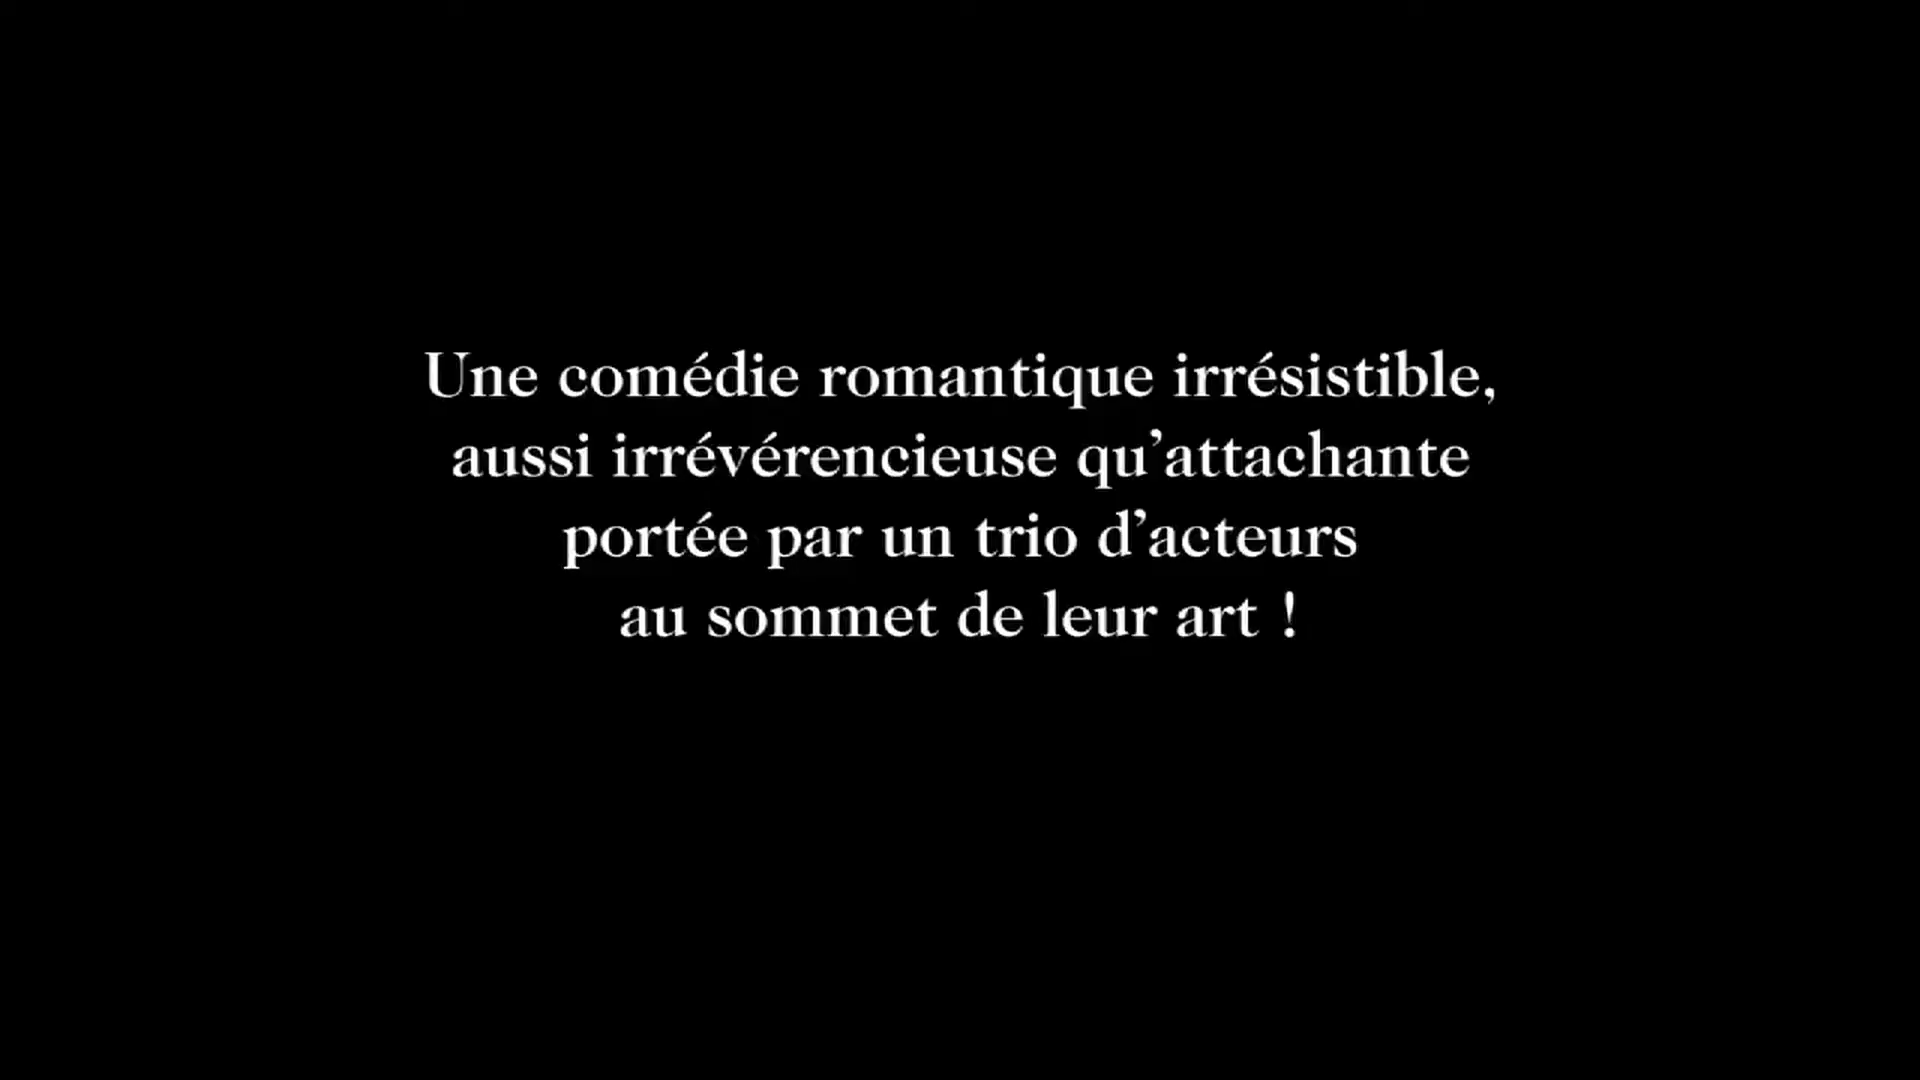 Une comédie romantique irrésistible,
aussi irrévérencieuse qu’attachante
portée par un trio d’acteurs
au sommet de leur art !